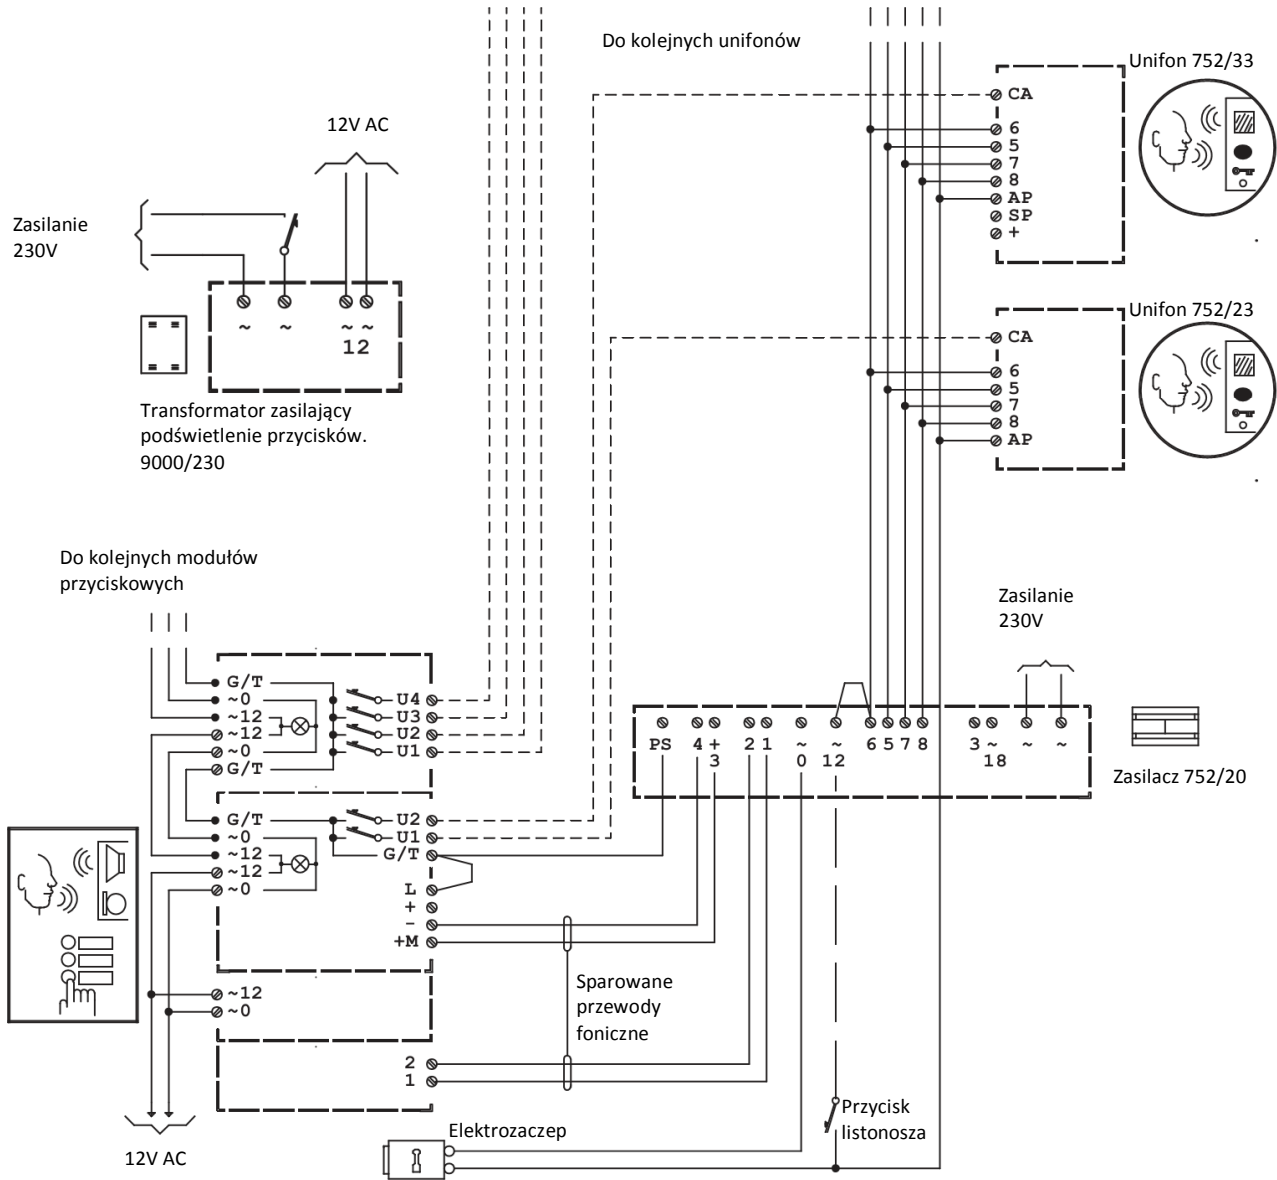 Do kolejnych unifonów
Unifon 752/33
CA
6
5
7
8
AP
SP
+
12V AC
Zasilanie
230V
~ ~ ~ ~
12
Transformator zasilający
podświetlenie przycisków.
9000/230
Unifon 752/23
CA
6
5
7
8
AP
Do kolejnych modułów
przyciskowych
G/T
~0
~12
~12
~0
G/T
U4
U3
U2
U1
Zasilanie
230V
PS 4 + 2 1 ~ ~ 6 5 7 8 3 ~ ~ ~
3 0 12 18
Zasilacz 752/20
G/T
~0
~12
~12
~0
U2
U1
G/T
L
+
-
+M
~12
~0
Sparowane
przewody
foniczne
2
1
12V AC
Elektrozaczep
Przycisk
listonosza